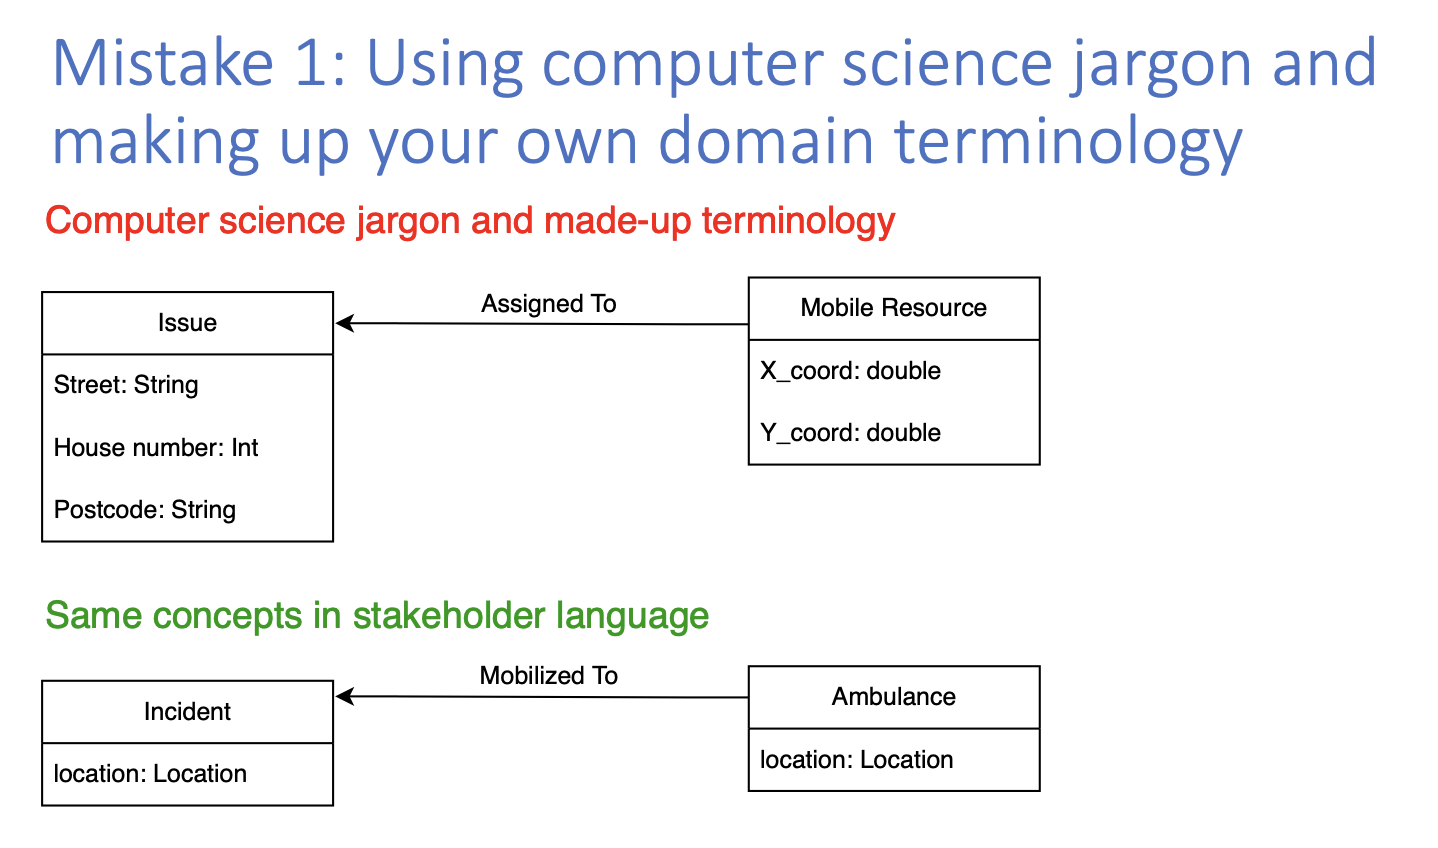 Mistake 1: Using computer science jargon and
making up your own domain terminology
Computer science jargon and made-up terminology
Assigned To
Issue
Street: String
House number: Int
Postcode: String
Mobile Resource
X_coord: double
Y_coord: double
Same concepts in stakeholder language
Mobilized To
Incident
location: Location
Ambulance
location: Location